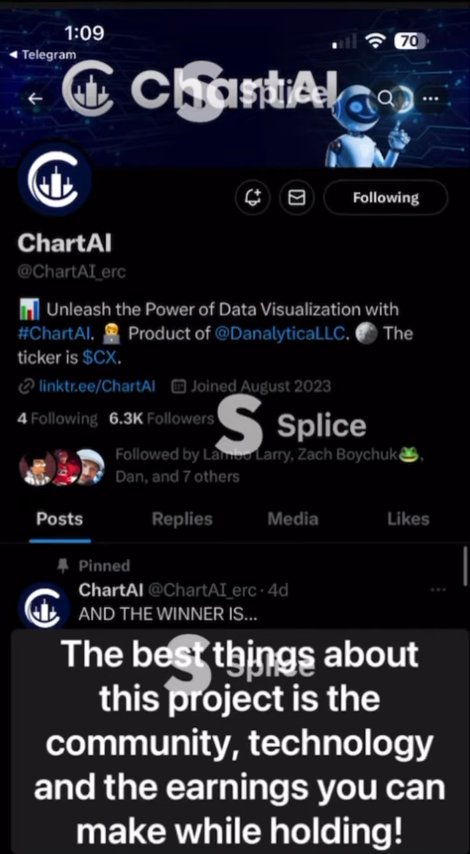 1:09
70
Telegram
ChartAI
Splice
Following
ChartAI
@ChartAI_erc
Unleash the Power of Data Visualization with
#ChartAI. Product of @DanalyticaLLC. The
ticker is $CX.
linktr.ee/ChartAI Joined August 2023
4 Following 6.3K Followers
Splice
Followed by Lambo Larry, Zach Boychuk🐸,
Dan, and 7 others
Posts Replies Media Likes
Pinned
ChartAI @ChartAI_erc · 4d
AND THE WINNER IS...
Splice
The best things about
this project is the
community, technology
and the earnings you can
make while holding!